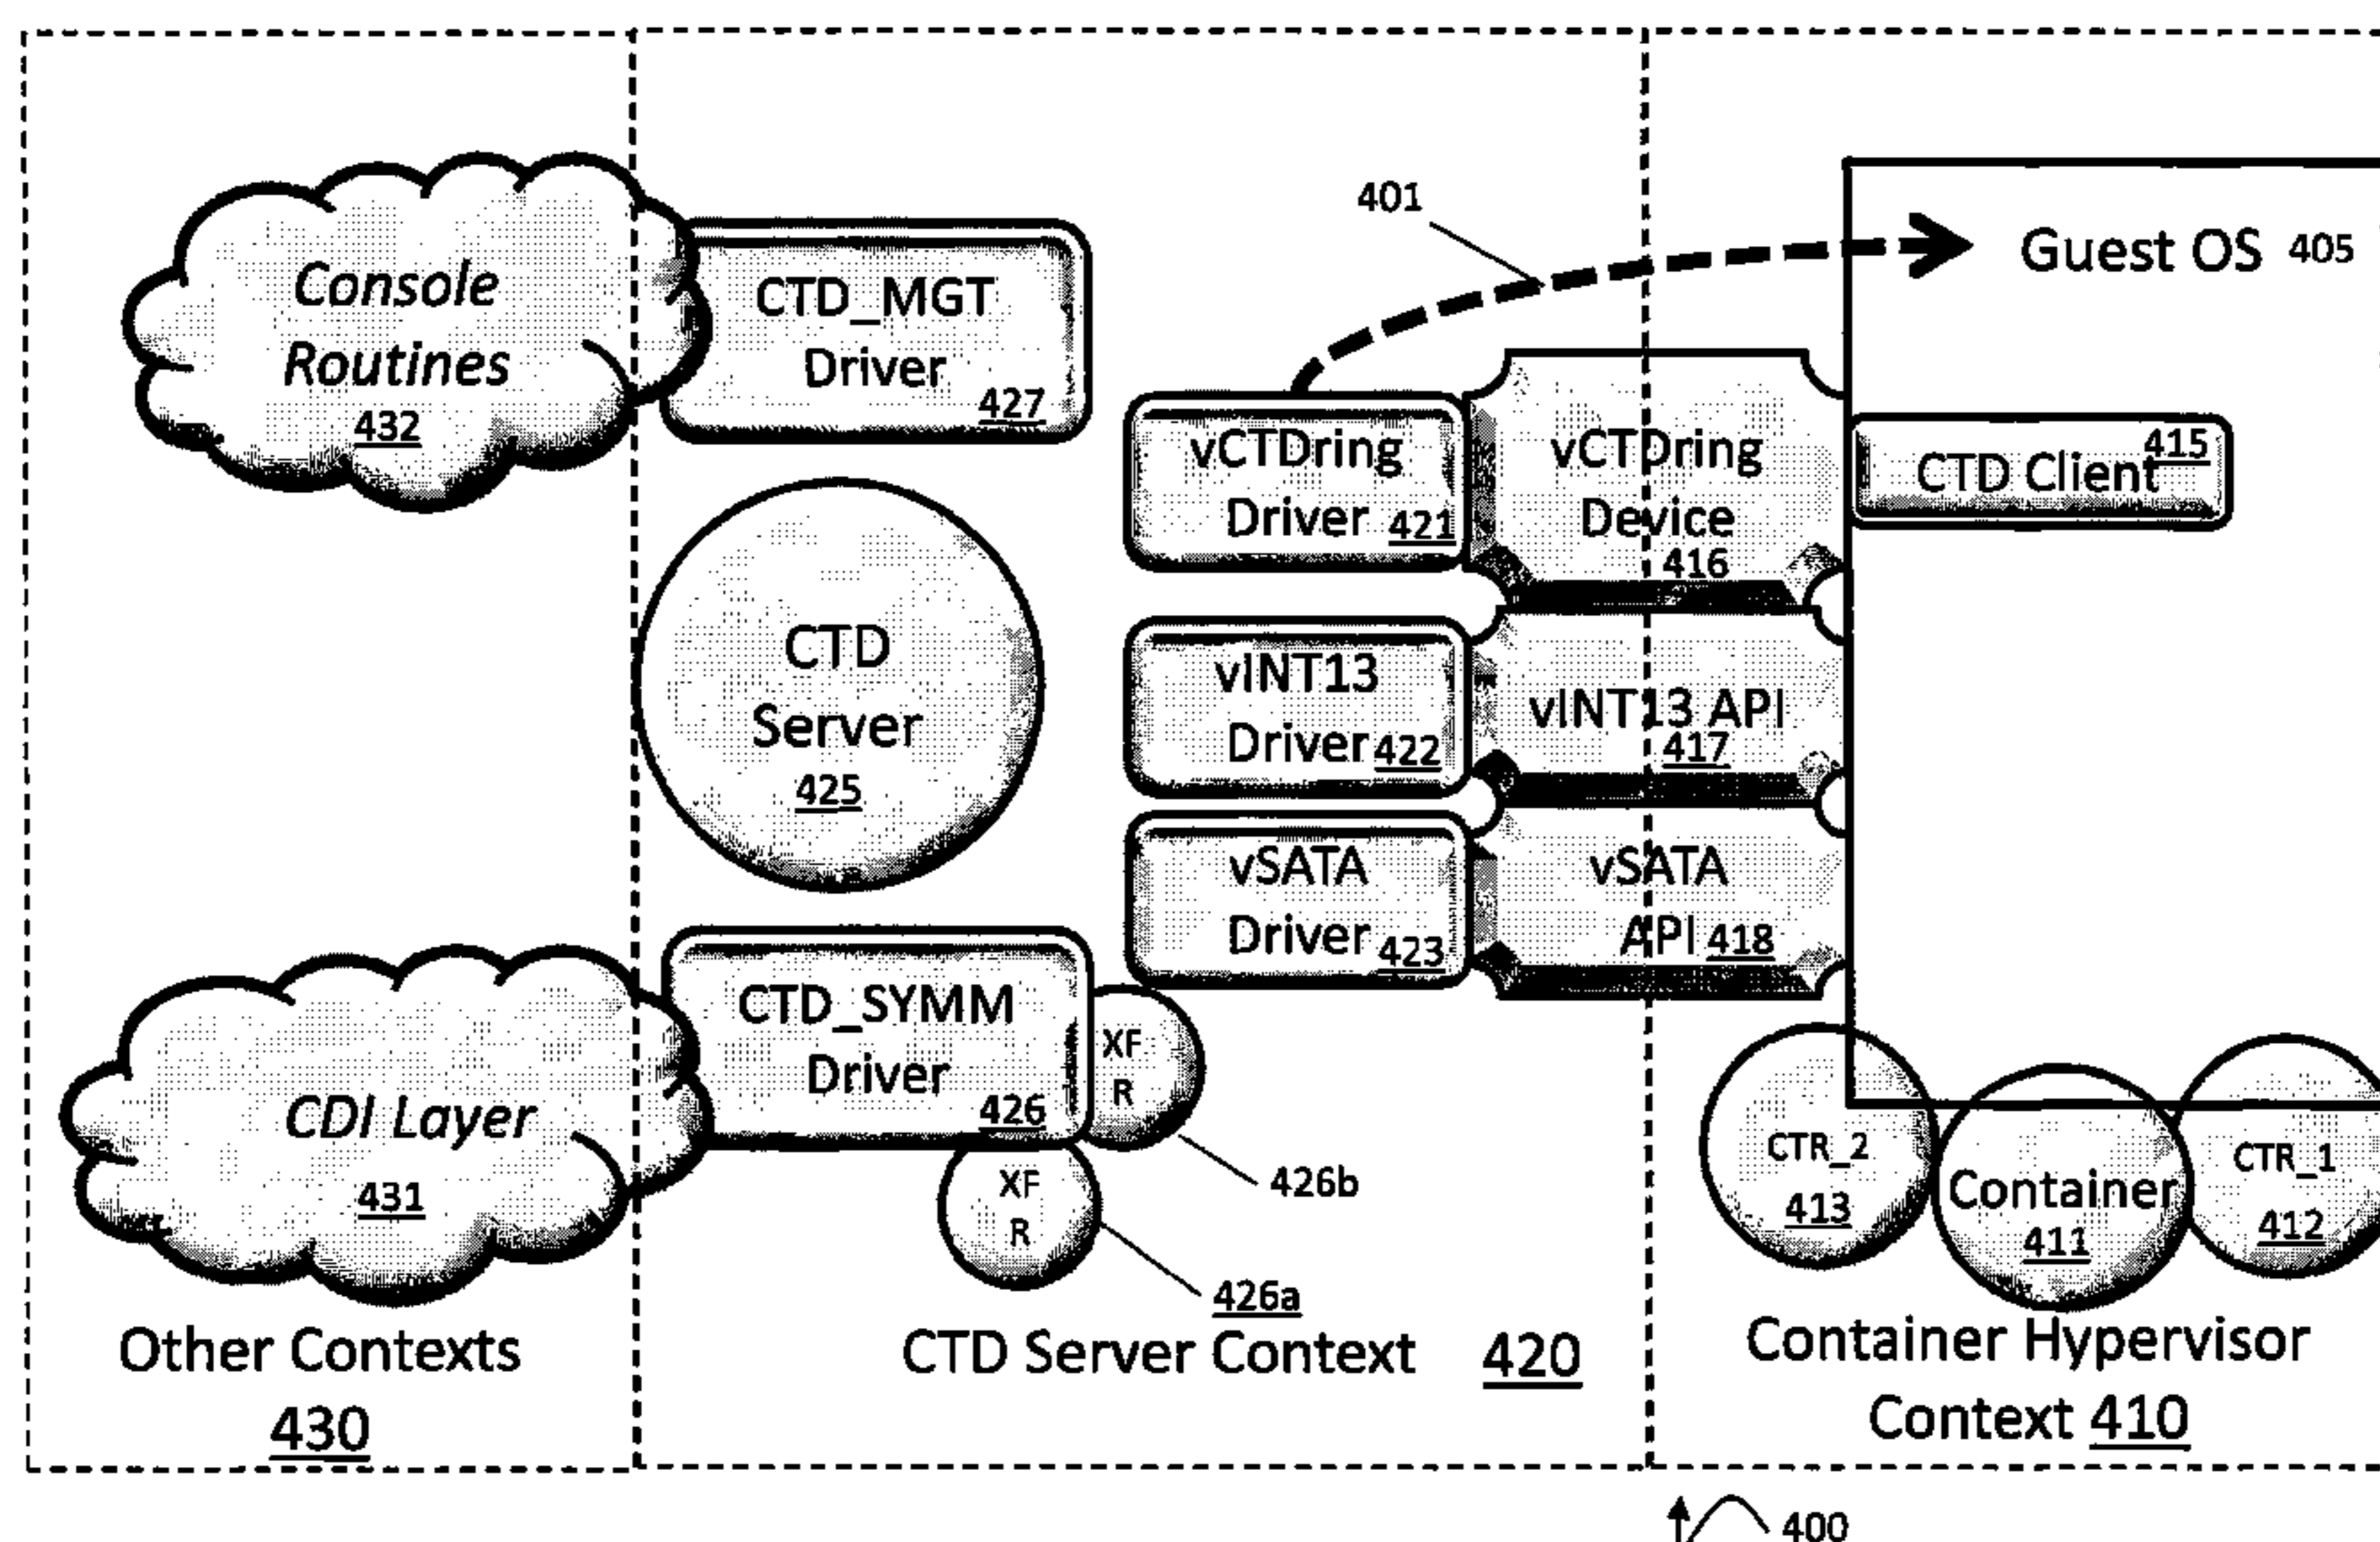 401
Guest OS 405
Console
Routines
432
CTD_MGT
Driver
427
vCTDring
Driver 421
vCTDring
Device
416
CTD Client 415
CTD
Server
425
vINT13
Driver 422
vINT13 API
417
vSATA
Driver 423
vSATA
API 418
CTD_SYMM
Driver
426
XF
R
426b
XF
R
426a
CDI Layer
431
CTR_2
413
Container
411
CTR_1
412
Other Contexts
430
CTD Server Context 420
Container Hypervisor
Context 410
400